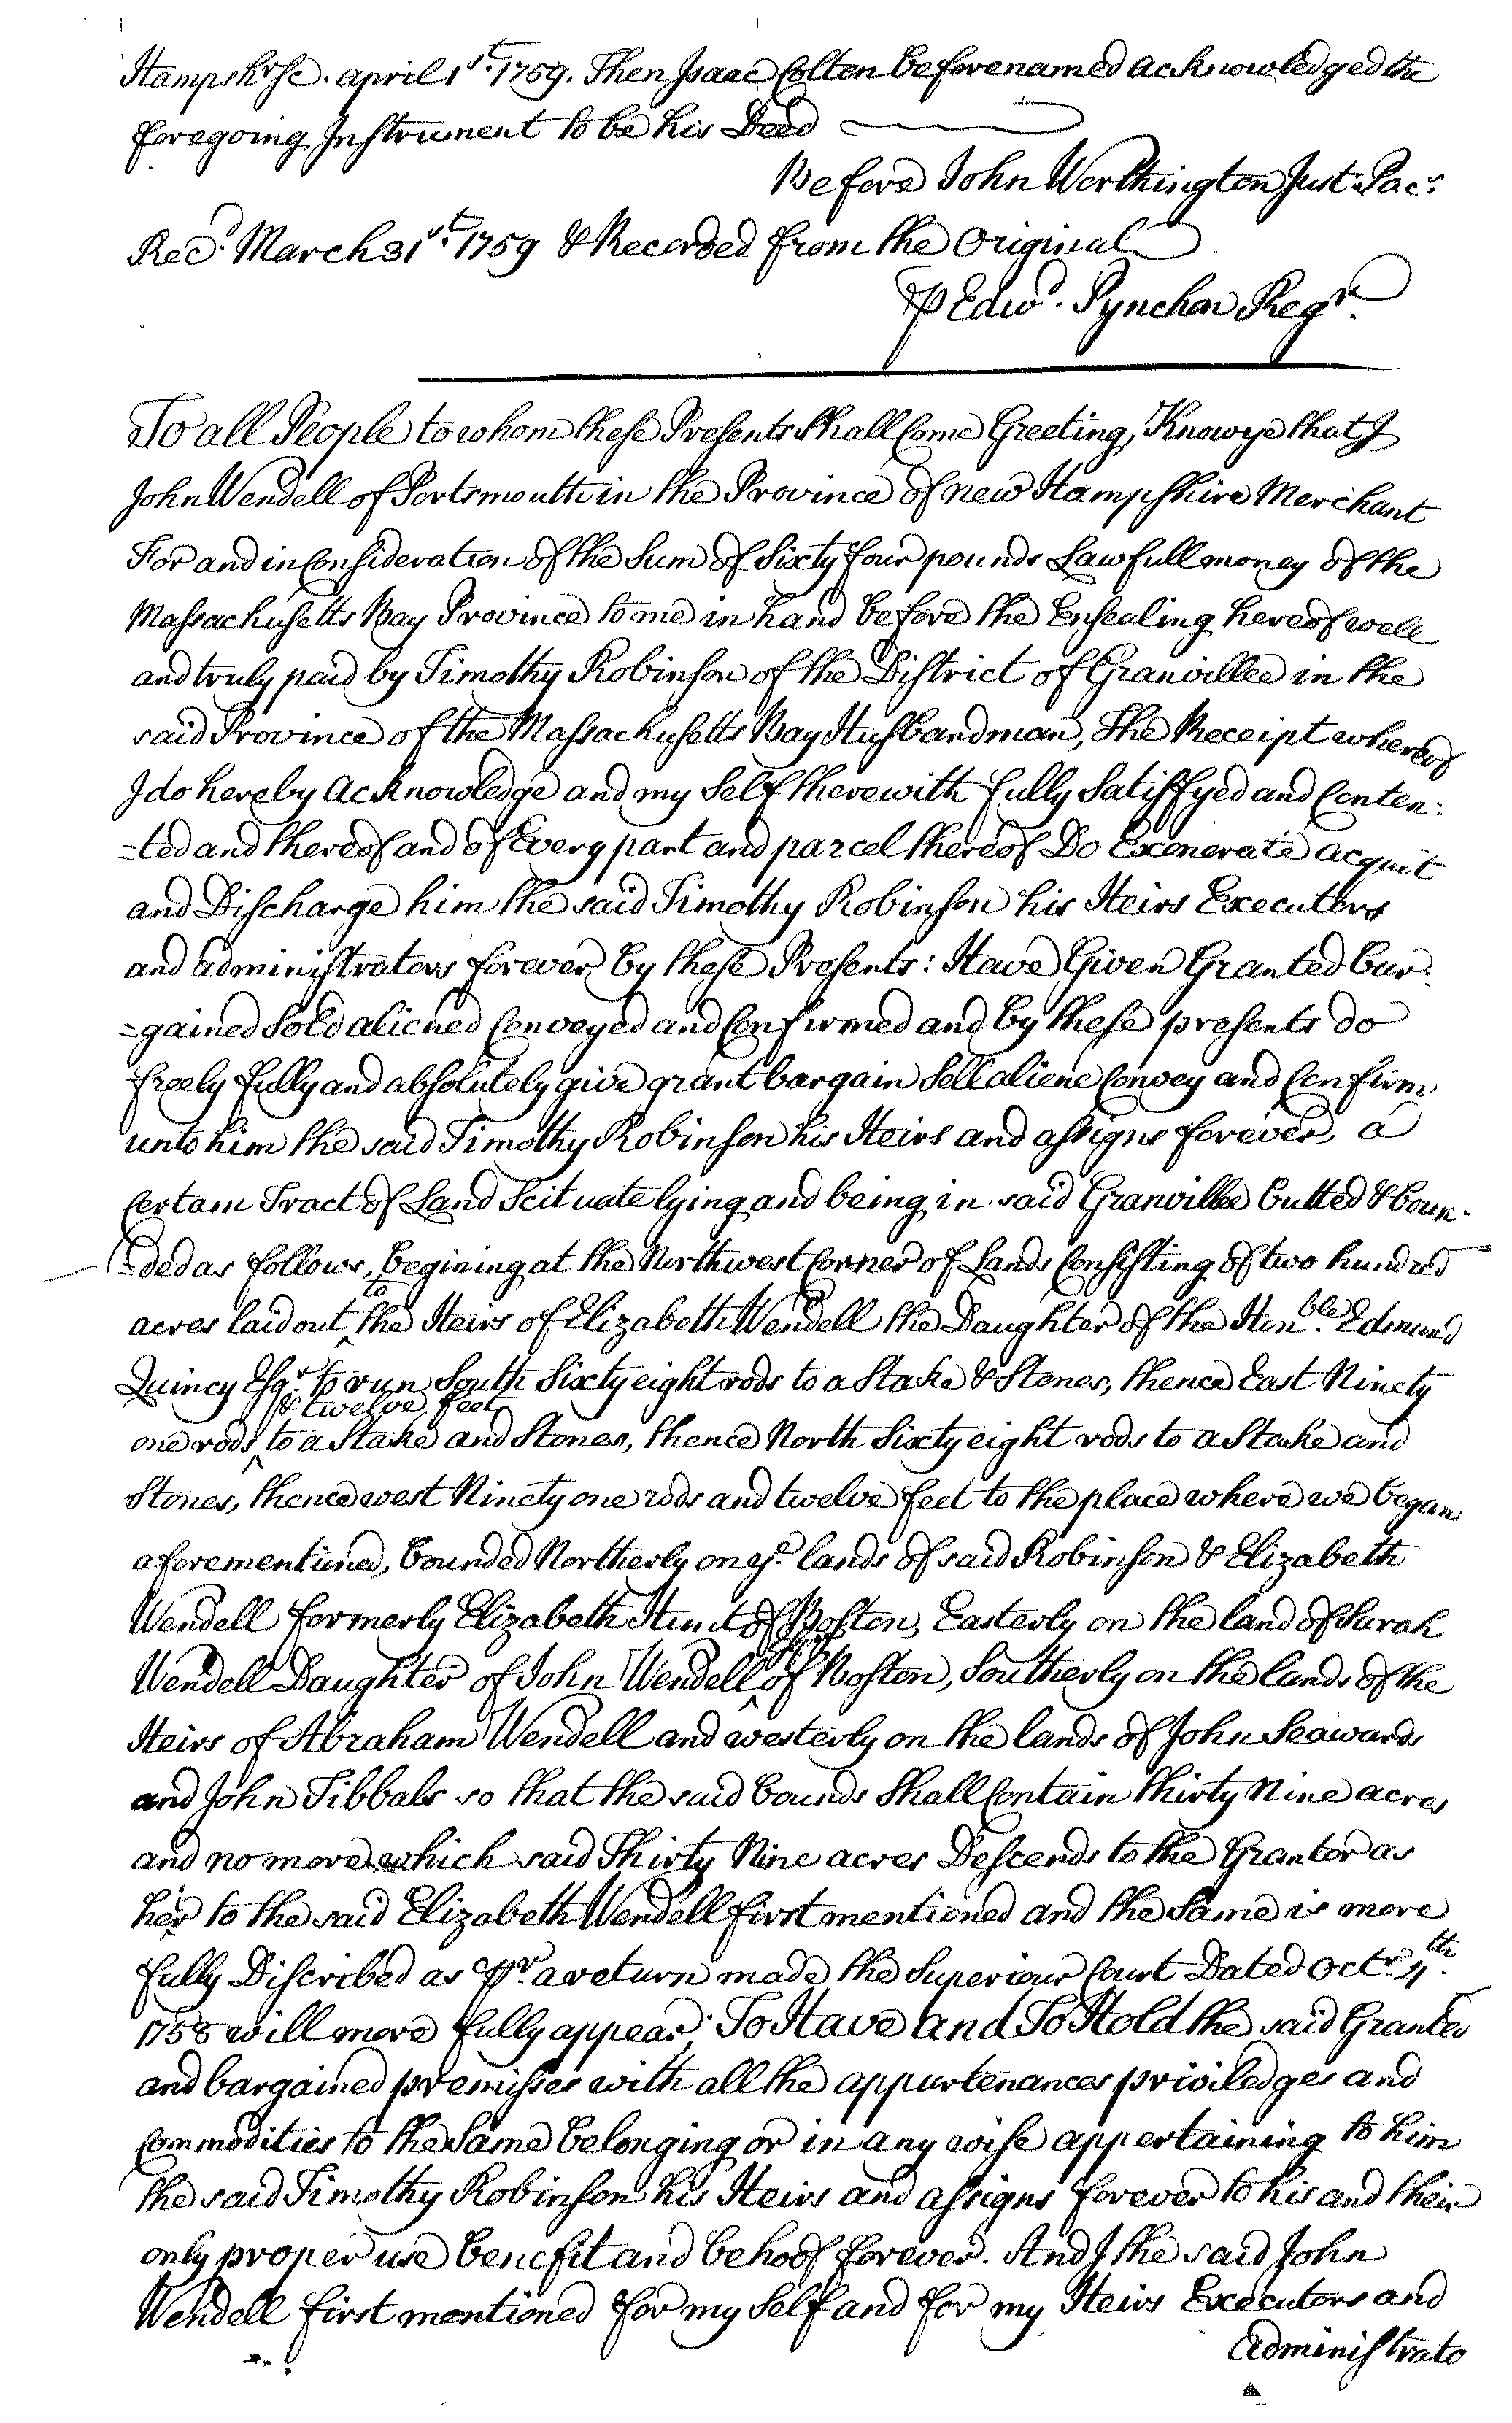 Hampshr Sc. april 1st. 1759. Then Isaac Colten beforenamed acknowledged the
foregoing Instrument to be his Deed
Before John Worthington Just. Pac:
Recd. March 31st. 1759 & Recorded from the Original
℘ Edwd. Pynchon Regr.
To all People to whom these Presents shall Come Greeting, Know ye that I
John Wendell of Portsmouth in the Province of new Hampshire Merchant
For and in Consideration of the Sum of Sixty four pounds Lawfull money of the
Massachusetts Bay Province to me in hand before the Ensealing hereof well
and truly paid by Timothy Robinson of the District of Granville in the
said Province of the Massachusetts Bay Husbandman, The Receipt whereof
I do hereby acknowledge and my Self therewith fully Satisfyed and Conten:
=ted and thereof and of Every part and parcel thereof Do Exonerate acquit
and Discharge him the said Timothy Robinson his Heirs Executors
and administrators forever by these Presents: Have Given Granted bar:
=gained Sold aliened Conveyed and Confirmed and by these presents do
freely fully and absolutely give grant bargain Sell aliene Convey and Confirm
unto him the said Timothy Robinson his Heirs and assigns forever, a
Certain Tract of Land Scituate lying and being in said Granville butted & boun-
=ded as follows, begining at the Northwest Corner of Lands Consisting of two hundred
acres laid out to the Heirs of Elizabeth Wendell the Daughter of the Honble. Edmund
Quincy Esqr to run South Sixty eight rods to a Stake & Stones, thence East Ninety
one rods & twelve feet to a Stake and Stones, thence North Sixty eight rods to a Stake and
Stones, thence west Ninety one rods and twelve feet to the place where we began
aforementioned, bounded Northerly on ye. lands of said Robinson & Elizabeth
Wendell formerly Elizabeth Hunt of Boston, Easterly on the land of Sarah
Wendell Daughter of John Wendell Esqr of Boston, Southerly on the lands of the
Heirs of Abraham Wendell and westerly on the lands of John Seawards
and John Tibbals so that the said bounds shall Contain thirty Nine acres
and no more which said Thirty Nine acres Descends to the Grantor as
heir to the said Elizabeth Wendell first mentioned and the Same is more
fully Discribed as ℘r a return made the Superiour Court Dated Octr. 4th.
1758 will more fully appear. To Have and To Hold the said Granted
and bargained premisses with all the appurtenances priviledges and
Commodities to the Same belonging or in any wise appertaining to him
the said Timothy Robinson his Heirs and assigns forever to his and their
only proper use benefit and behoof forever. And I the said John
Wendell first mentioned for my Self and for my Heirs Executors and
administrato